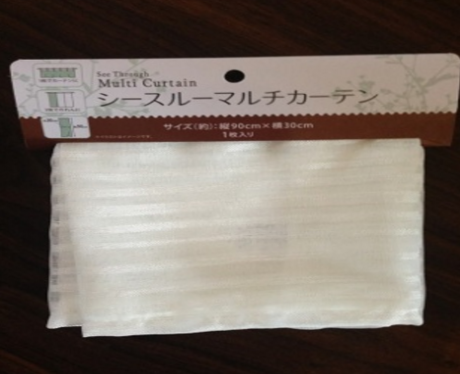 See Through
Multi Curtain
シースルーマルチカーテン
サイズ(約):縦90cm×横30cm
1枚入り